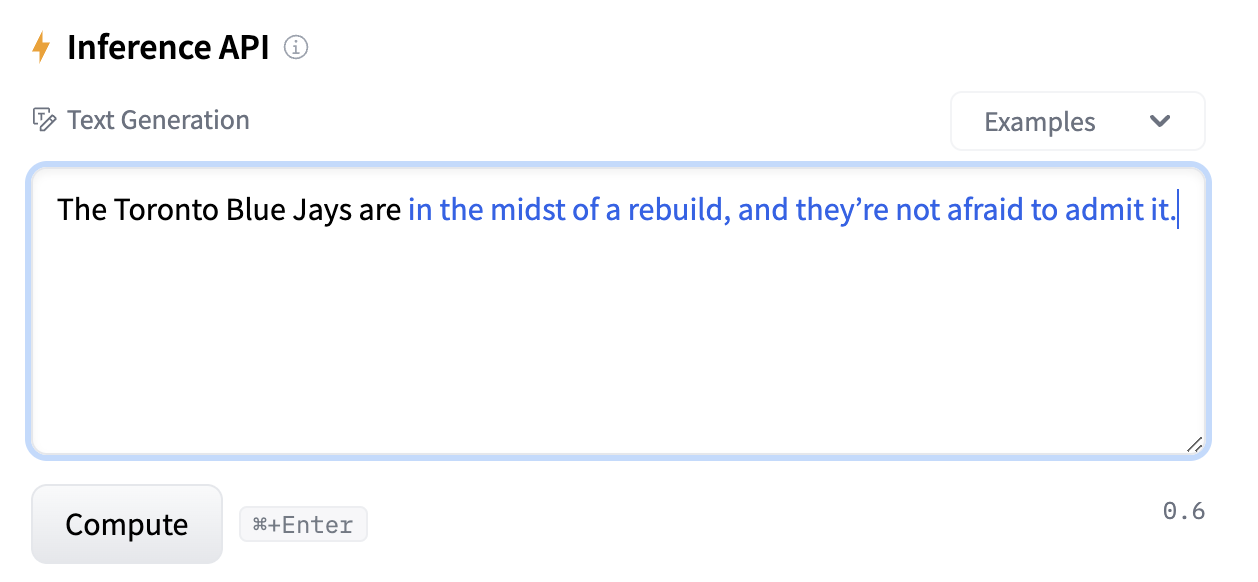 Inference API
Text Generation
Examples
The Toronto Blue Jays are in the midst of a rebuild, and they’re not afraid to admit it.
Compute
⌘+Enter
0.6